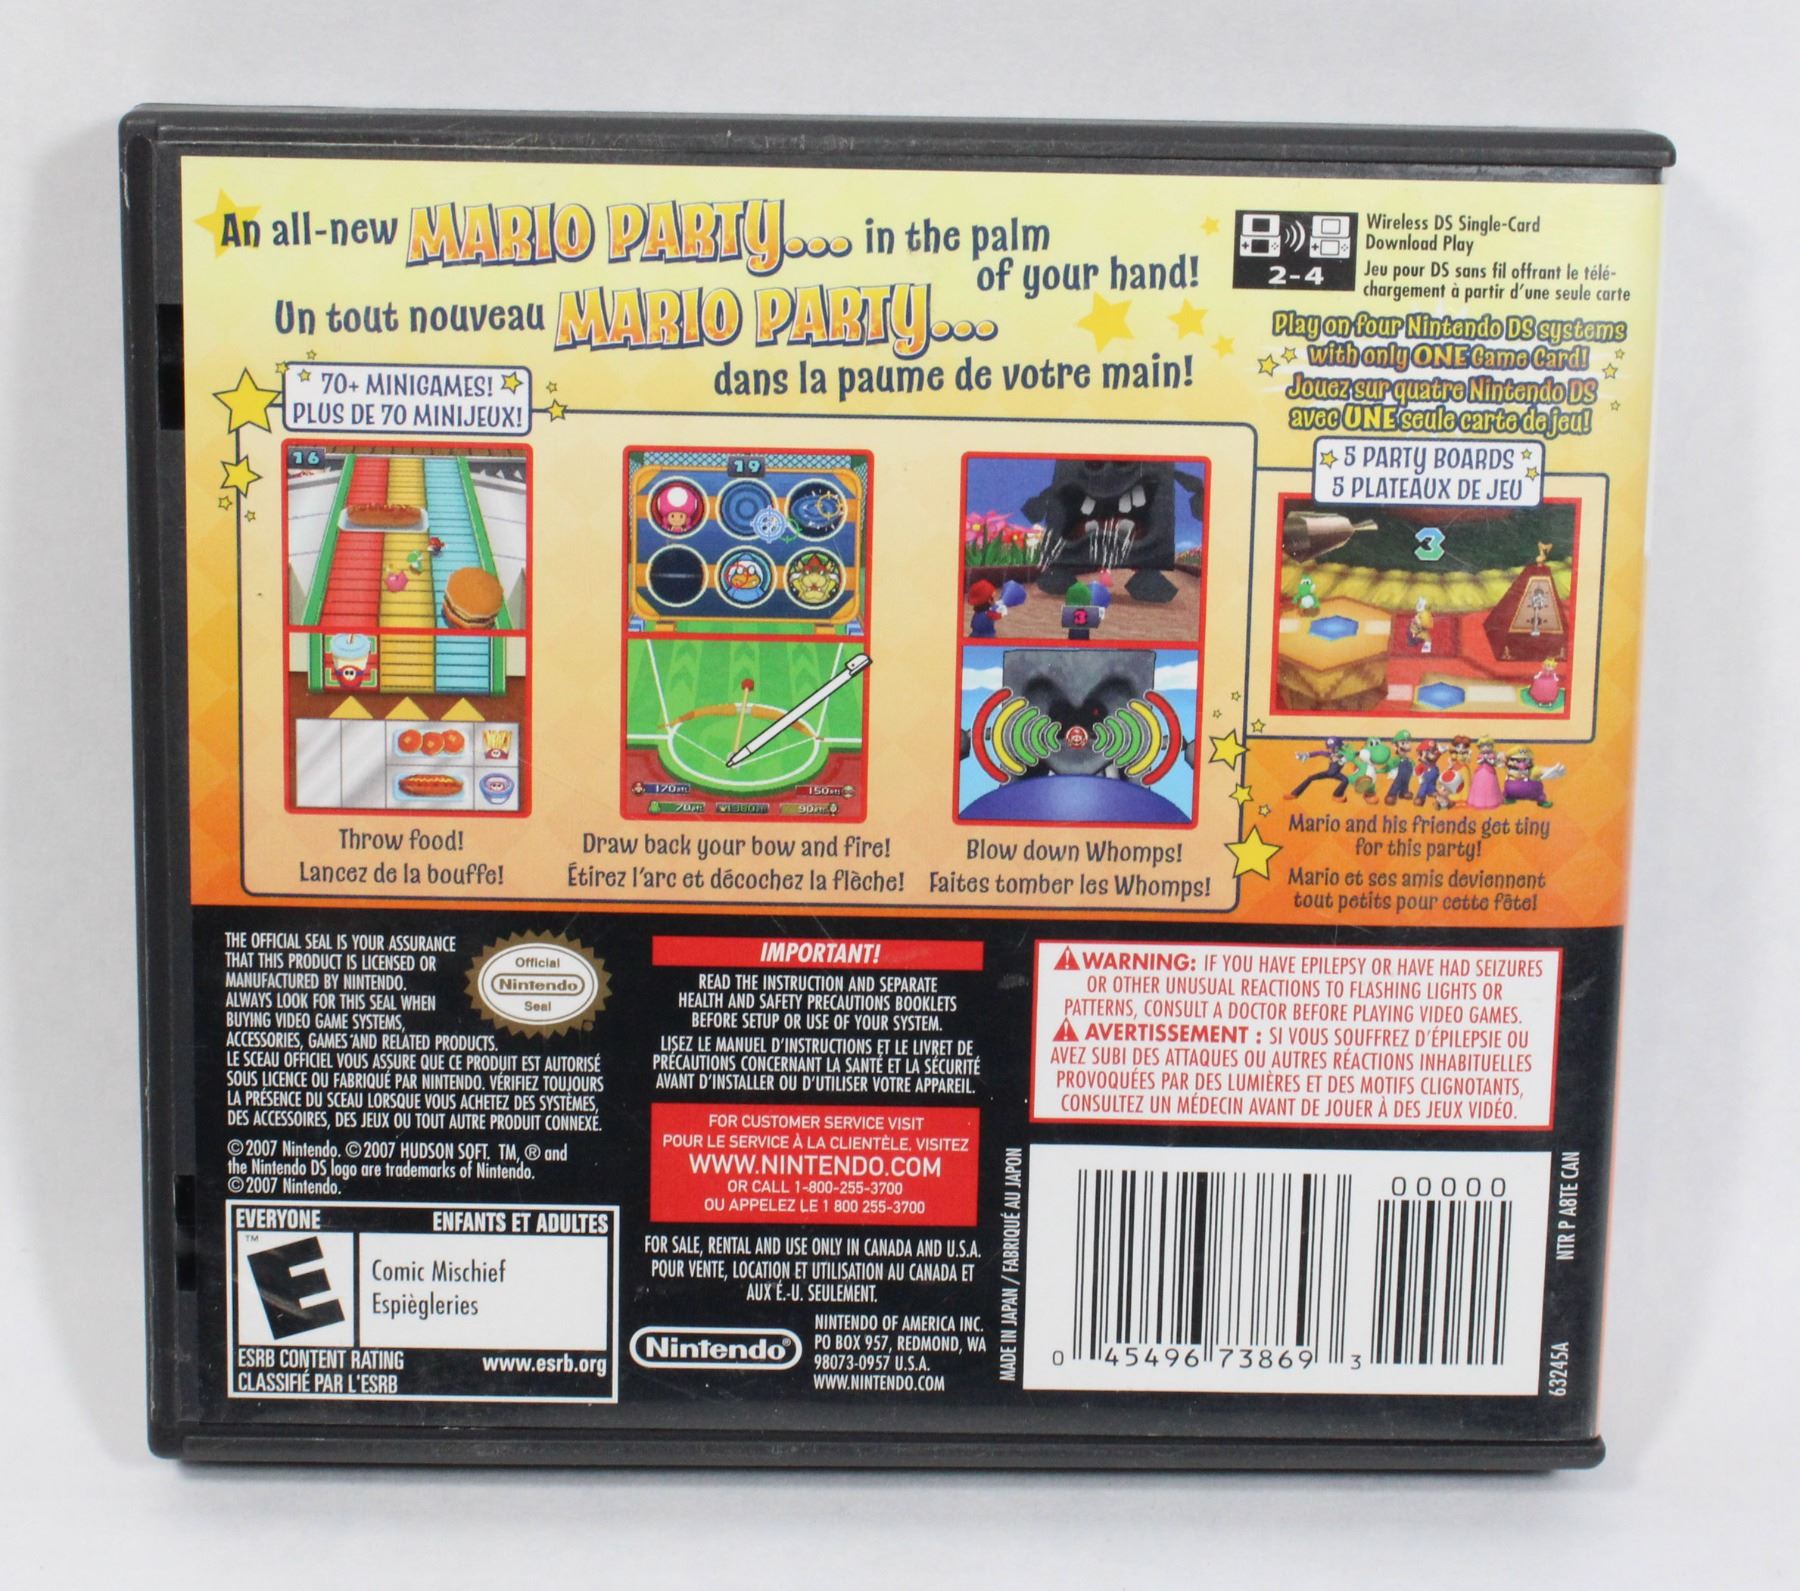 An all-new MARIO PARTY... in the palm
of your hand!
Un tout nouveau MARIO PARTY...
dans la paume de votre main!
2-4
Wireless DS Single-Card
Download Play
Jeu pour DS sans fil offrant le télé-
chargement à partir d'une seule carte
Play on four Nintendo DS systems
with only ONE Game Card!
Jouez sur quatre Nintendo DS
avec UNE seule carte de jeu!
70+ MINIGAMES!
PLUS DE 70 MINIJEUX!
5 PARTY BOARDS
5 PLATEAUX DE JEU
16
19
3
3
170pts
150pts
70pts
90pts
Throw food!
Lancez de la bouffe!
Draw back your bow and fire!
Étirez l'arc et décochez la flèche!
Blow down Whomps!
Faites tomber les Whomps!
Mario and his friends get tiny
for this party!
Mario et ses amis deviennent
tout petits pour cette fête!
THE OFFICIAL SEAL IS YOUR ASSURANCE
THAT THIS PRODUCT IS LICENSED OR
MANUFACTURED BY NINTENDO.
ALWAYS LOOK FOR THIS SEAL WHEN
BUYING VIDEO GAME SYSTEMS,
ACCESSORIES, GAMES AND RELATED PRODUCTS.
LE SCEAU OFFICIEL VOUS ASSURE QUE CE PRODUIT EST AUTORISÉ
SOUS LICENCE OU FABRIQUÉ PAR NINTENDO. VÉRIFIEZ TOUJOURS
LA PRÉSENCE DU SCEAU LORSQUE VOUS ACHETEZ DES SYSTÈMES,
DES ACCESSOIRES, DES JEUX OU TOUT AUTRE PRODUIT CONNEXE.
Official
Nintendo
Seal
© 2007 Nintendo. © 2007 HUDSON SOFT. TM, ® and
the Nintendo DS logo are trademarks of Nintendo.
© 2007 Nintendo.
EVERYONE ENFANTS ET ADULTES
E TM
Comic Mischief
Espiègleries
ESRB CONTENT RATING www.esrb.org
CLASSIFIÉ PAR L'ESRB
IMPORTANT!
READ THE INSTRUCTION AND SEPARATE
HEALTH AND SAFETY PRECAUTIONS BOOKLETS
BEFORE SETUP OR USE OF YOUR SYSTEM.
LISEZ LE MANUEL D'INSTRUCTIONS ET LE LIVRET DE
PRÉCAUTIONS CONCERNANT LA SANTÉ ET LA SÉCURITÉ
AVANT D'INSTALLER OU D'UTILISER VOTRE APPAREIL.
FOR CUSTOMER SERVICE VISIT
POUR LE SERVICE À LA CLIENTÈLE, VISITEZ
WWW.NINTENDO.COM
OR CALL 1-800-255-3700
OU APPELEZ LE 1 800 255-3700
FOR SALE, RENTAL AND USE ONLY IN CANADA AND U.S.A.
POUR VENTE, LOCATION ET UTILISATION AU CANADA ET
AUX É.-U. SEULEMENT.
Nintendo®
NINTENDO OF AMERICA INC.
PO BOX 957, REDMOND, WA
98073-0957 U.S.A.
WWW.NINTENDO.COM
WARNING: IF YOU HAVE EPILEPSY OR HAVE HAD SEIZURES
OR OTHER UNUSUAL REACTIONS TO FLASHING LIGHTS OR
PATTERNS, CONSULT A DOCTOR BEFORE PLAYING VIDEO GAMES.
AVERTISSEMENT : SI VOUS SOUFFREZ D'ÉPILEPSIE OU
AVEZ SUBI DES ATTAQUES OU AUTRES RÉACTIONS INHABITUELLES
PROVOQUÉES PAR DES LUMIÈRES ET DES MOTIFS CLIGNOTANTS,
CONSULTEZ UN MÉDECIN AVANT DE JOUER À DES JEUX VIDÉO.
MADE IN JAPAN / FABRIQUÉ AU JAPON
00000
0 45496 73869 3
NTR P A8TE CAN
63245A